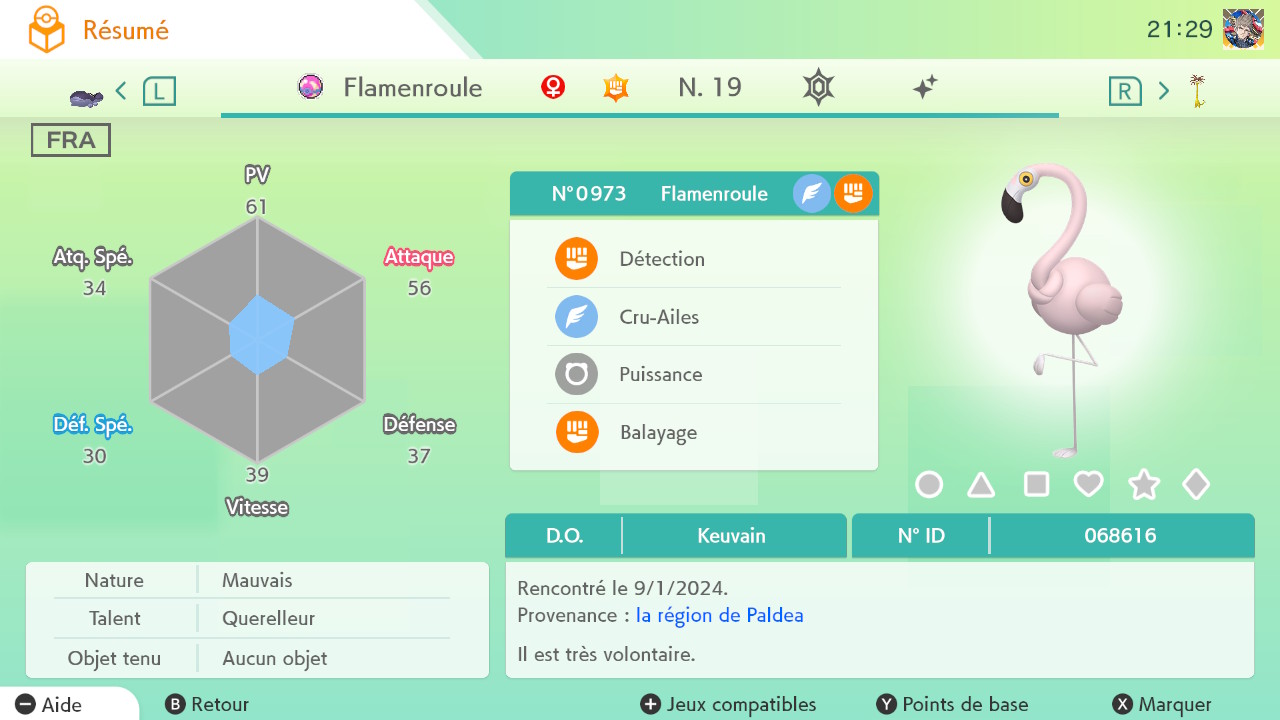 Résumé
21:29
L
Flamenroule
N. 19
R
FRA
PV
61
Atq. Spé.
34
Attaque
56
Déf. Spé.
30
Défense
37
39
Vitesse
N°0973 Flamenroule
Détection
Cru-Ailes
Puissance
Balayage
D.O. Keuvain
N° ID 068616
Nature Mauvais
Talent Querelleur
Objet tenu Aucun objet
Rencontré le 9/1/2024.
Provenance : la région de Paldea
Il est très volontaire.
Aide
B Retour
Jeux compatibles
Y Points de base
X Marquer